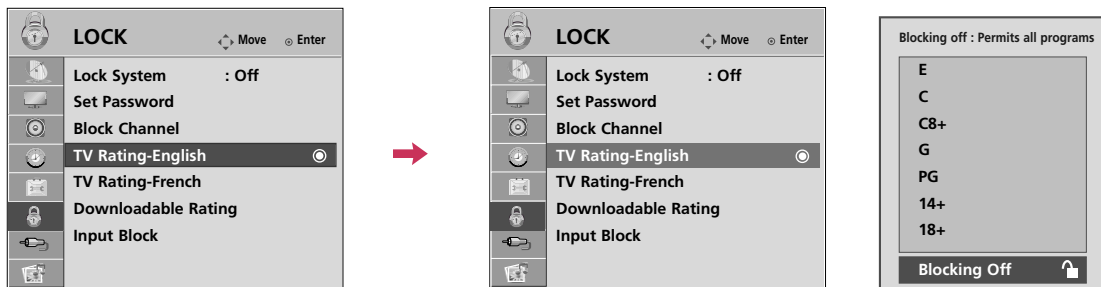 LOCK Move Enter
Lock System : Off
Set Password
Block Channel
TV Rating-English
TV Rating-French
Downloadable Rating
Input Block
LOCK Move Enter
Lock System : Off
Set Password
Block Channel
TV Rating-English
TV Rating-French
Downloadable Rating
Input Block
Blocking off : Permits all programs
E
C
C8+
G
PG
14+
18+
Blocking Off